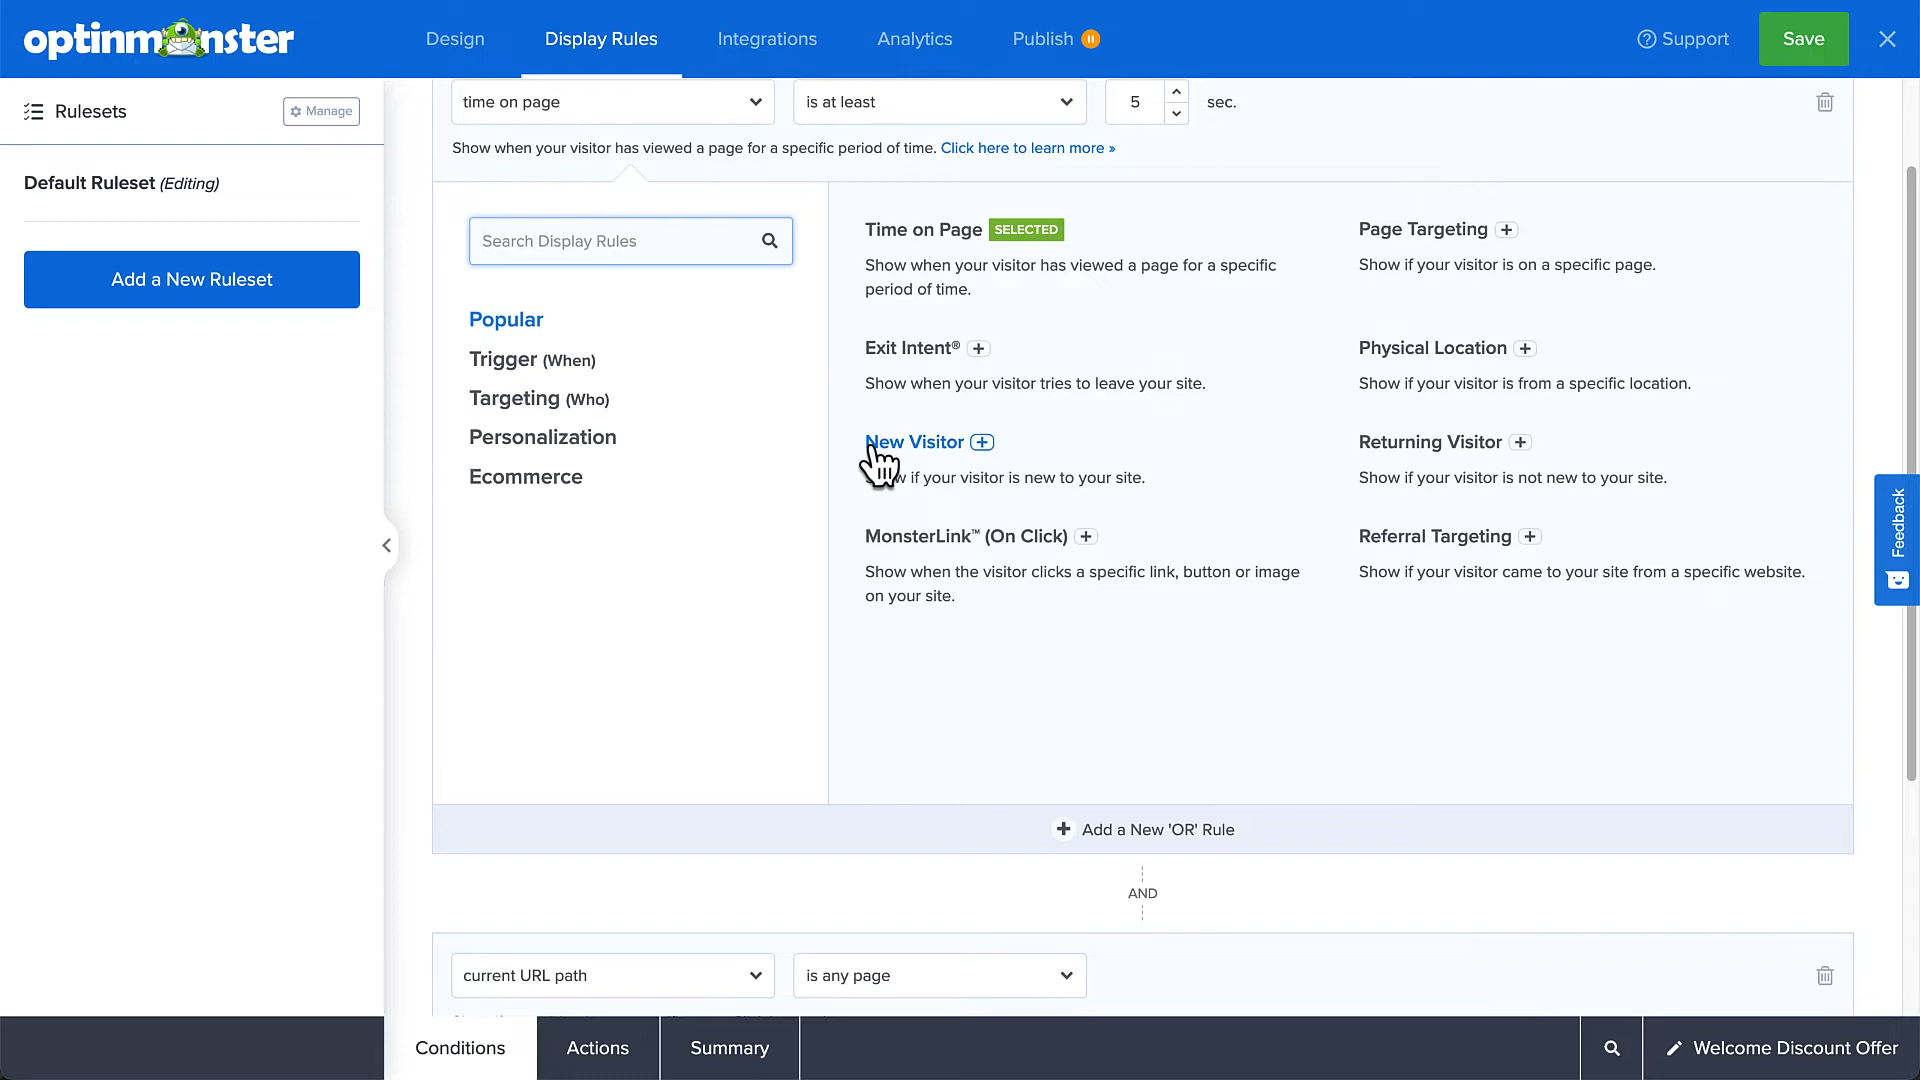 optinmonster
Design
Display Rules
Integrations
Analytics
Publish
Support
Save
Rulesets
Manage
Default Ruleset (Editing)
Add a New Ruleset
time on page
is at least
5
sec.
Show when your visitor has viewed a page for a specific period of time. Click here to learn more »
Search Display Rules
Popular
Trigger (When)
Targeting (Who)
Personalization
Ecommerce
Time on Page SELECTED
Show when your visitor has viewed a page for a specific
period of time.
Page Targeting
Show if your visitor is on a specific page.
Exit Intent®
Show when your visitor tries to leave your site.
Physical Location
Show if your visitor is from a specific location.
New Visitor
if your visitor is new to your site.
Returning Visitor
Show if your visitor is not new to your site.
MonsterLink™ (On Click)
Show when the visitor clicks a specific link, button or image
on your site.
Referral Targeting
Show if your visitor came to your site from a specific website.
Add a New 'OR' Rule
AND
current URL path
is any page
Feedback
Conditions
Actions
Summary
Welcome Discount Offer